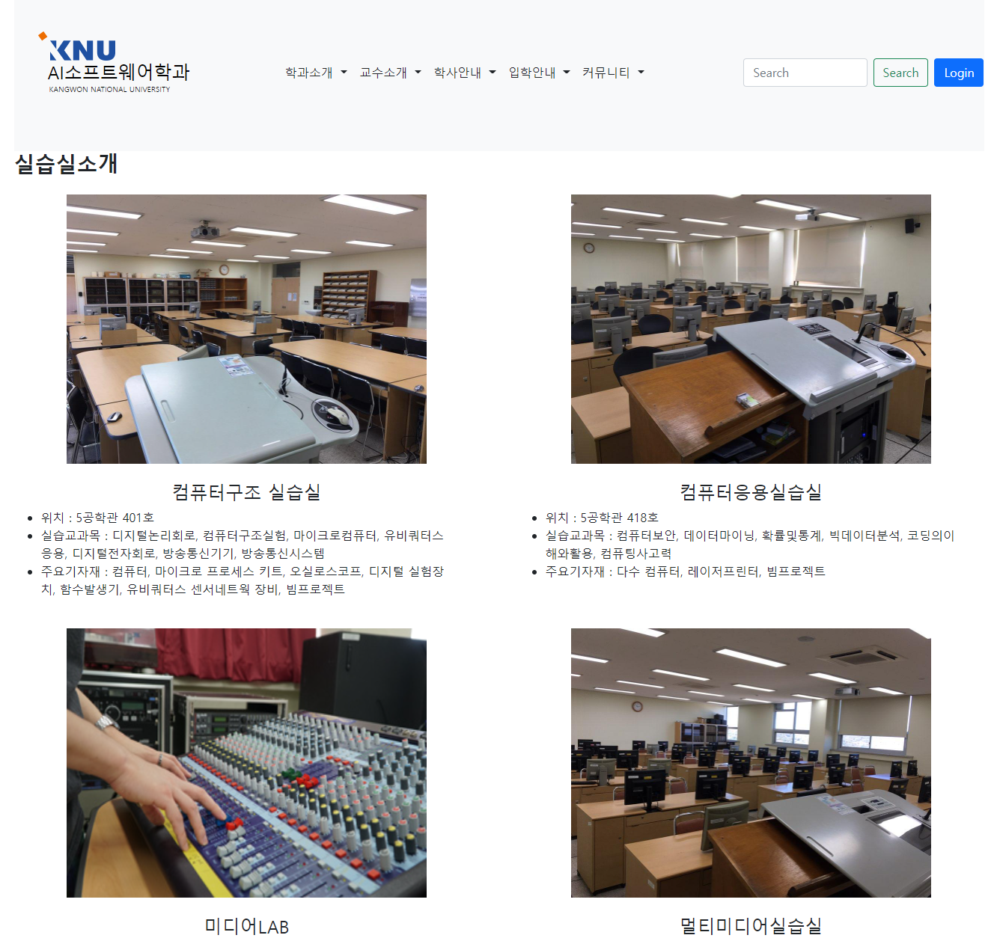 KNU
AI소프트웨어학과
KANGWON NATIONAL UNIVERSITY
학과소개 교수소개 학사안내 입학안내 커뮤니티
Search Search Login
실습실소개
컴퓨터구조 실습실
위치 : 5공학관 401호
실습교과목 : 디지털논리회로, 컴퓨터구조실험, 마이크로컴퓨터, 유비쿼터스
응용, 디지털전자회로, 방송통신기기, 방송통신시스템
주요기자재 : 컴퓨터, 마이크로 프로세스 키트, 오실로스코프, 디지털 실험장
치, 함수발생기, 유비쿼터스 센서네트웍 장비, 빔프로젝트
컴퓨터응용실습실
위치 : 5공학관 418호
실습교과목 : 컴퓨터보안, 데이터마이닝, 확률및통계, 빅데이터분석, 코딩의이
해와활용, 컴퓨팅사고력
주요기자재 : 다수 컴퓨터, 레이저프린터, 빔프로젝트
미디어LAB
멀티미디어실습실